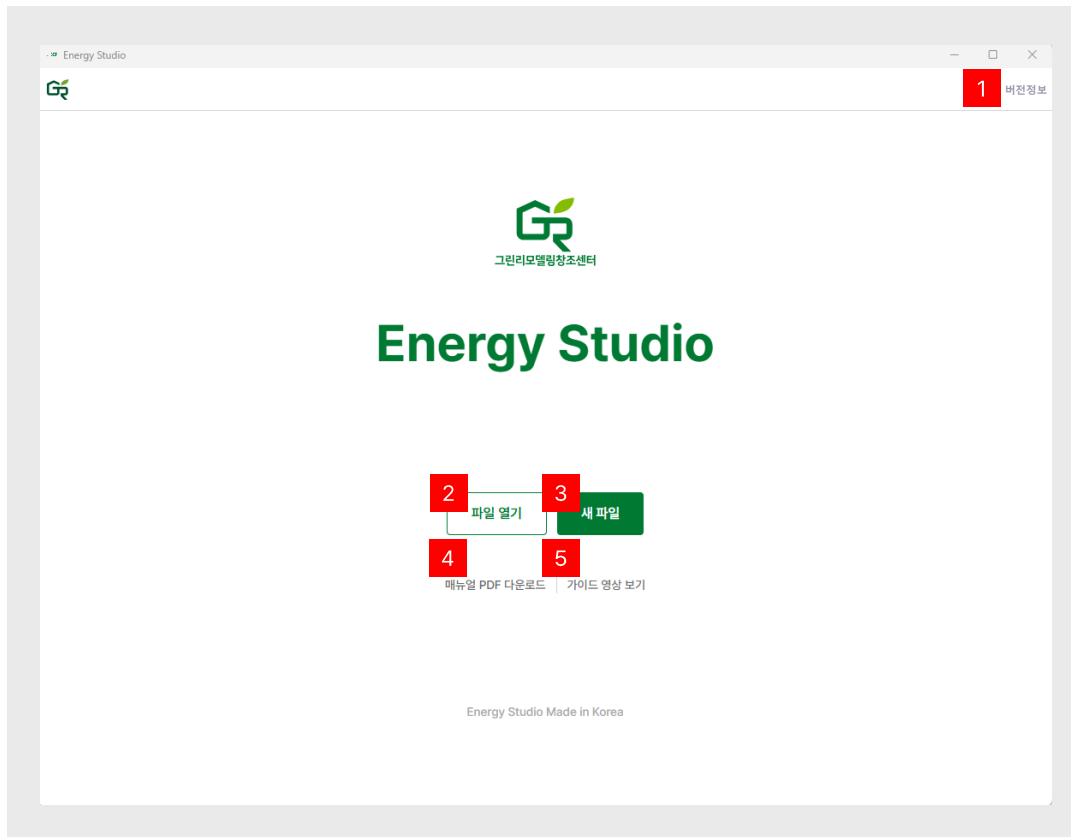 Energy Studio
GR
1 버전정보
GR
그린리모델링창조센터
Energy Studio
2 파일 열기
3 새 파일
4 매뉴얼 PDF 다운로드
5 가이드 영상 보기
Energy Studio Made in Korea